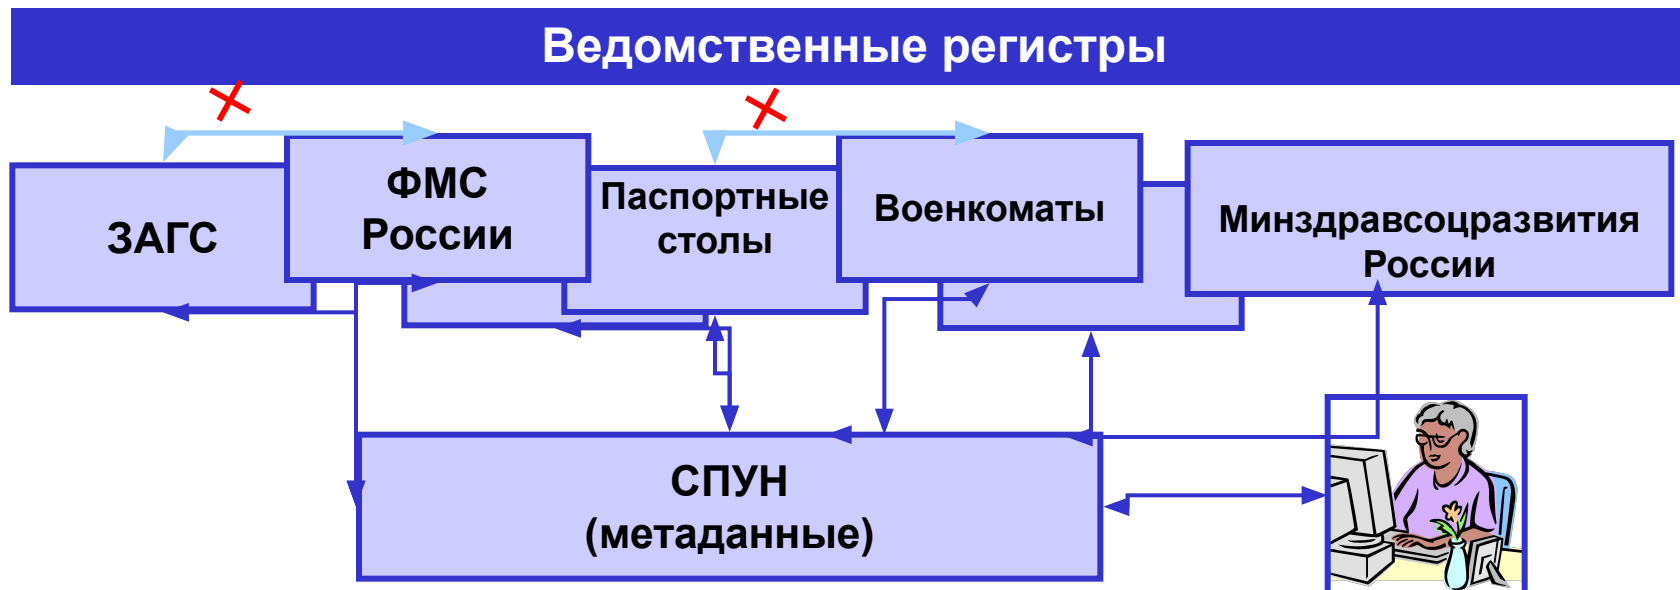 Ведомственные регистры
ЗАГС
ФМС
России
Паспортные
столы
Военкоматы
Минздравсоцразвития
России
СПУН
(метаданные)